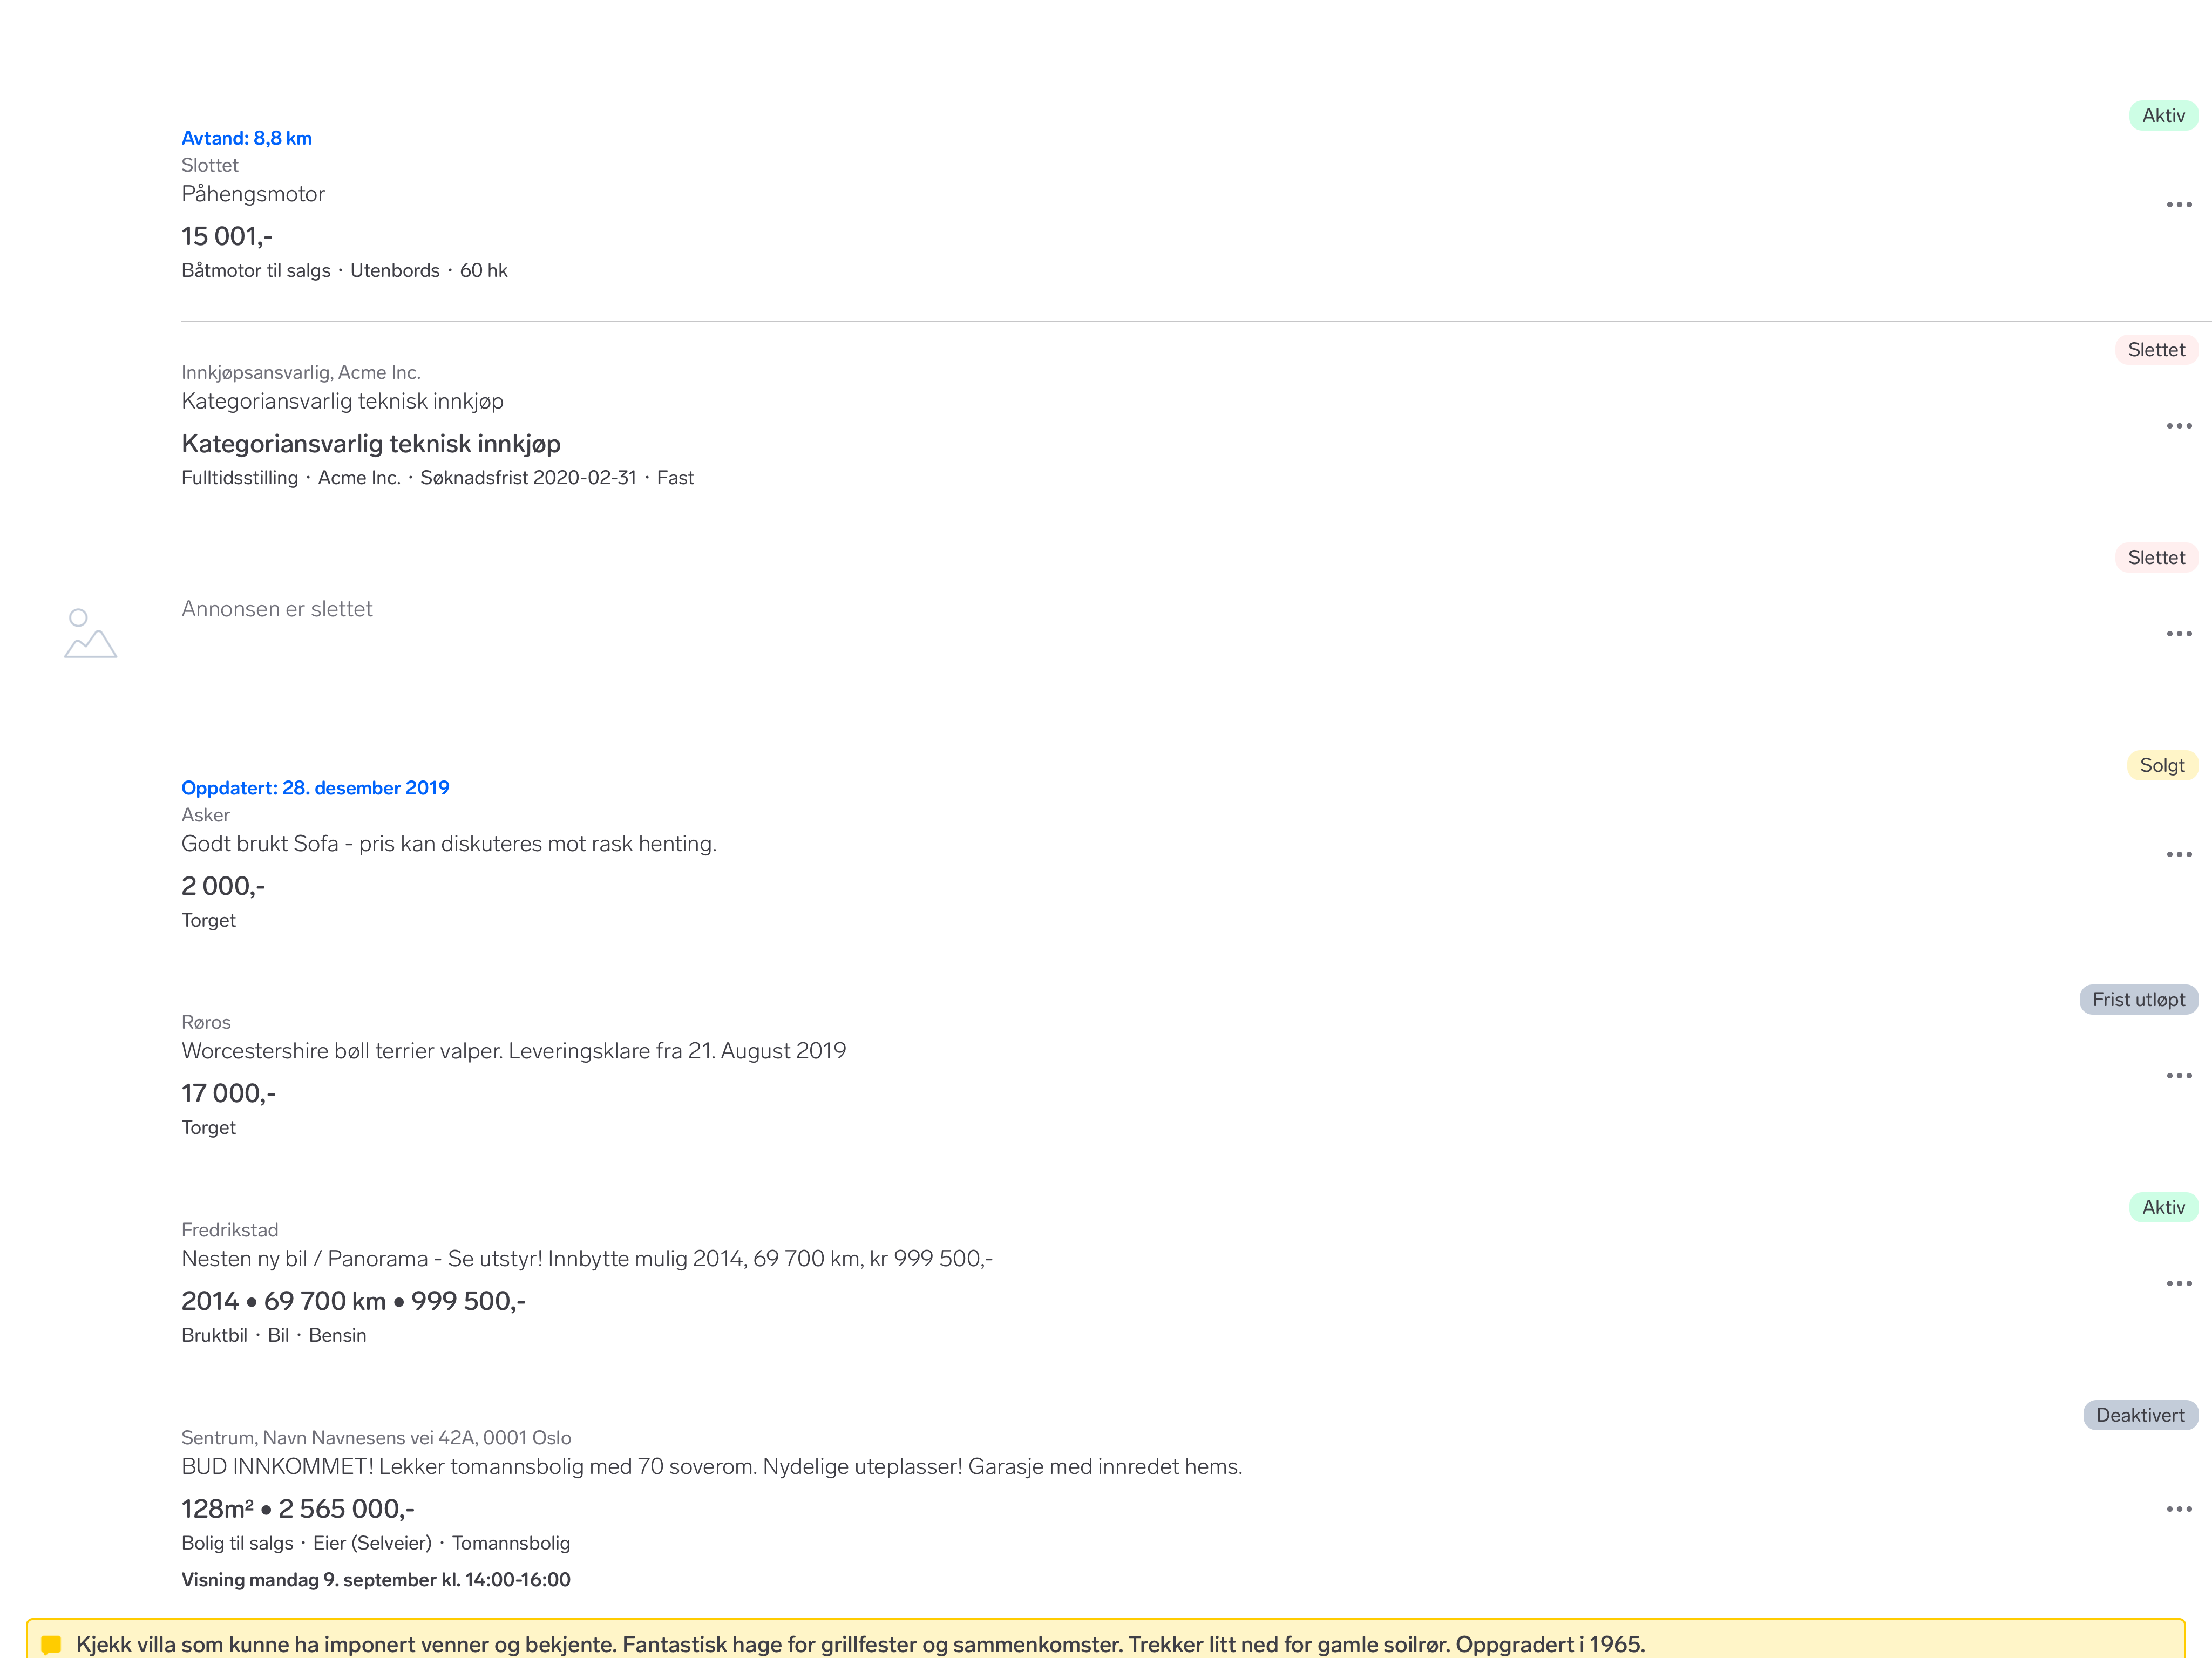 Aktiv
Avtand: 8,8 km
Slottet
Påhengsmotor
15 001,-
Båtmotor til salgs · Utenbords · 60 hk
Slettet
Innkjøpsansvarlig, Acme Inc.
Kategoriansvarlig teknisk innkjøp
Kategoriansvarlig teknisk innkjøp
Fulltidsstilling · Acme Inc. · Søknadsfrist 2020-02-31 · Fast
Slettet
Annonsen er slettet
Solgt
Oppdatert: 28. desember 2019
Asker
Godt brukt Sofa - pris kan diskuteres mot rask henting.
2 000,-
Torget
Frist utløpt
Røros
Worcestershire bøll terrier valper. Leveringsklare fra 21. August 2019
17 000,-
Torget
Aktiv
Fredrikstad
Nesten ny bil / Panorama - Se utstyr! Innbytte mulig 2014, 69 700 km, kr 999 500,-
2014 • 69 700 km • 999 500,-
Bruktbil · Bil · Bensin
Deaktivert
Sentrum, Navn Navnesens vei 42A, 0001 Oslo
BUD INNKOMMET! Lekker tomannsbolig med 70 soverom. Nydelige uteplasser! Garasje med innredet hems.
128m² • 2 565 000,-
Bolig til salgs · Eier (Selveier) · Tomannsbolig
Visning mandag 9. september kl. 14:00-16:00
Kjekk villa som kunne ha imponert venner og bekjente. Fantastisk hage for grillfester og sammenkomster. Trekker litt ned for gamle soilrør. Oppgradert i 1965.